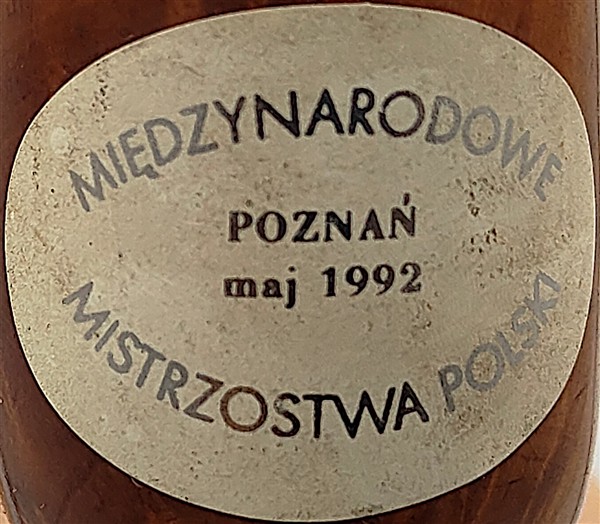 MIĘDZYNARODOWE
POZNAŃ
maj 1992
MISTRZOSTWA POLSKI